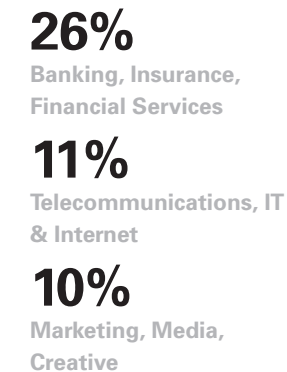 26%
Banking, Insurance,
Financial Services
11%
Telecommunications, IT
& Internet
10%
Marketing, Media,
Creative